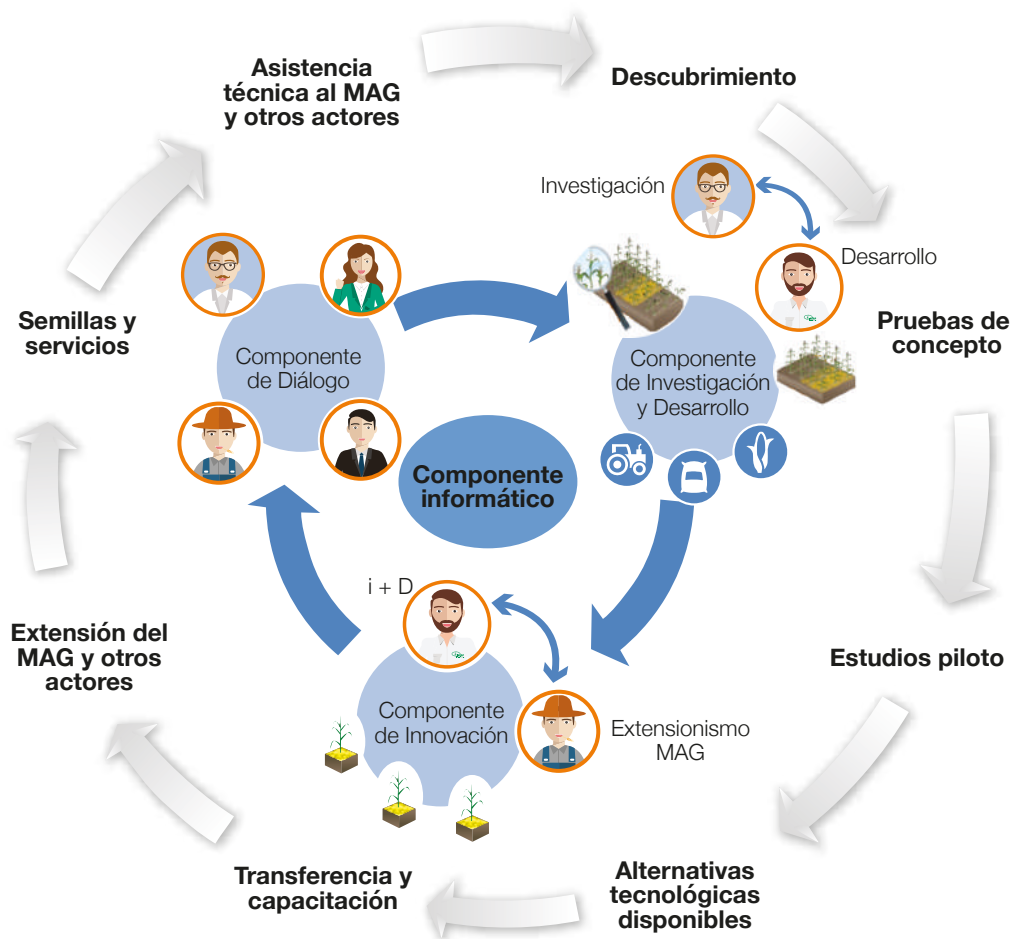 Asistencia
técnica al MAG
y otros actores
Descubrimiento
Investigación
Desarrollo
Pruebas de
concepto
Semillas y
servicios
Componente
de Diálogo
Componente
de Investigación
y Desarrollo
Componente
informático
i + D
Extensión del
MAG y otros
actores
Estudios piloto
Componente
de Innovación
Extensionismo
MAG
Transferencia y
capacitación
Alternativas
tecnológicas
disponibles